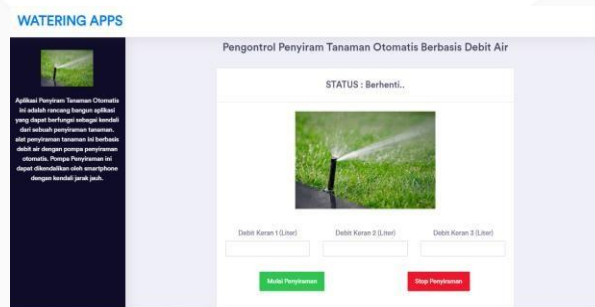 WATERING APPS
Aplikasi Penyiram Tanaman Otomatis
ini adalah rancang bangun aplikasi
yang dapat berfungsi sebagai kendali
dari sebuah penyiraman tanaman.
alat penyiraman tanaman ini berbasis
debit air dengan pompa penyiraman
otomatis. Pompa Penyiraman ini
dapat dikendalikan oleh smartphone
dengan kendali jarak jauh.
Pengontrol Penyiram Tanaman Otomatis Berbasis Debit Air
STATUS : Berhenti..
Debit Keran 1 (Liter) Debit Keran 2 (Liter) Debit Keran 3 (Liter)
Mulai Penyiraman Stop Penyiraman